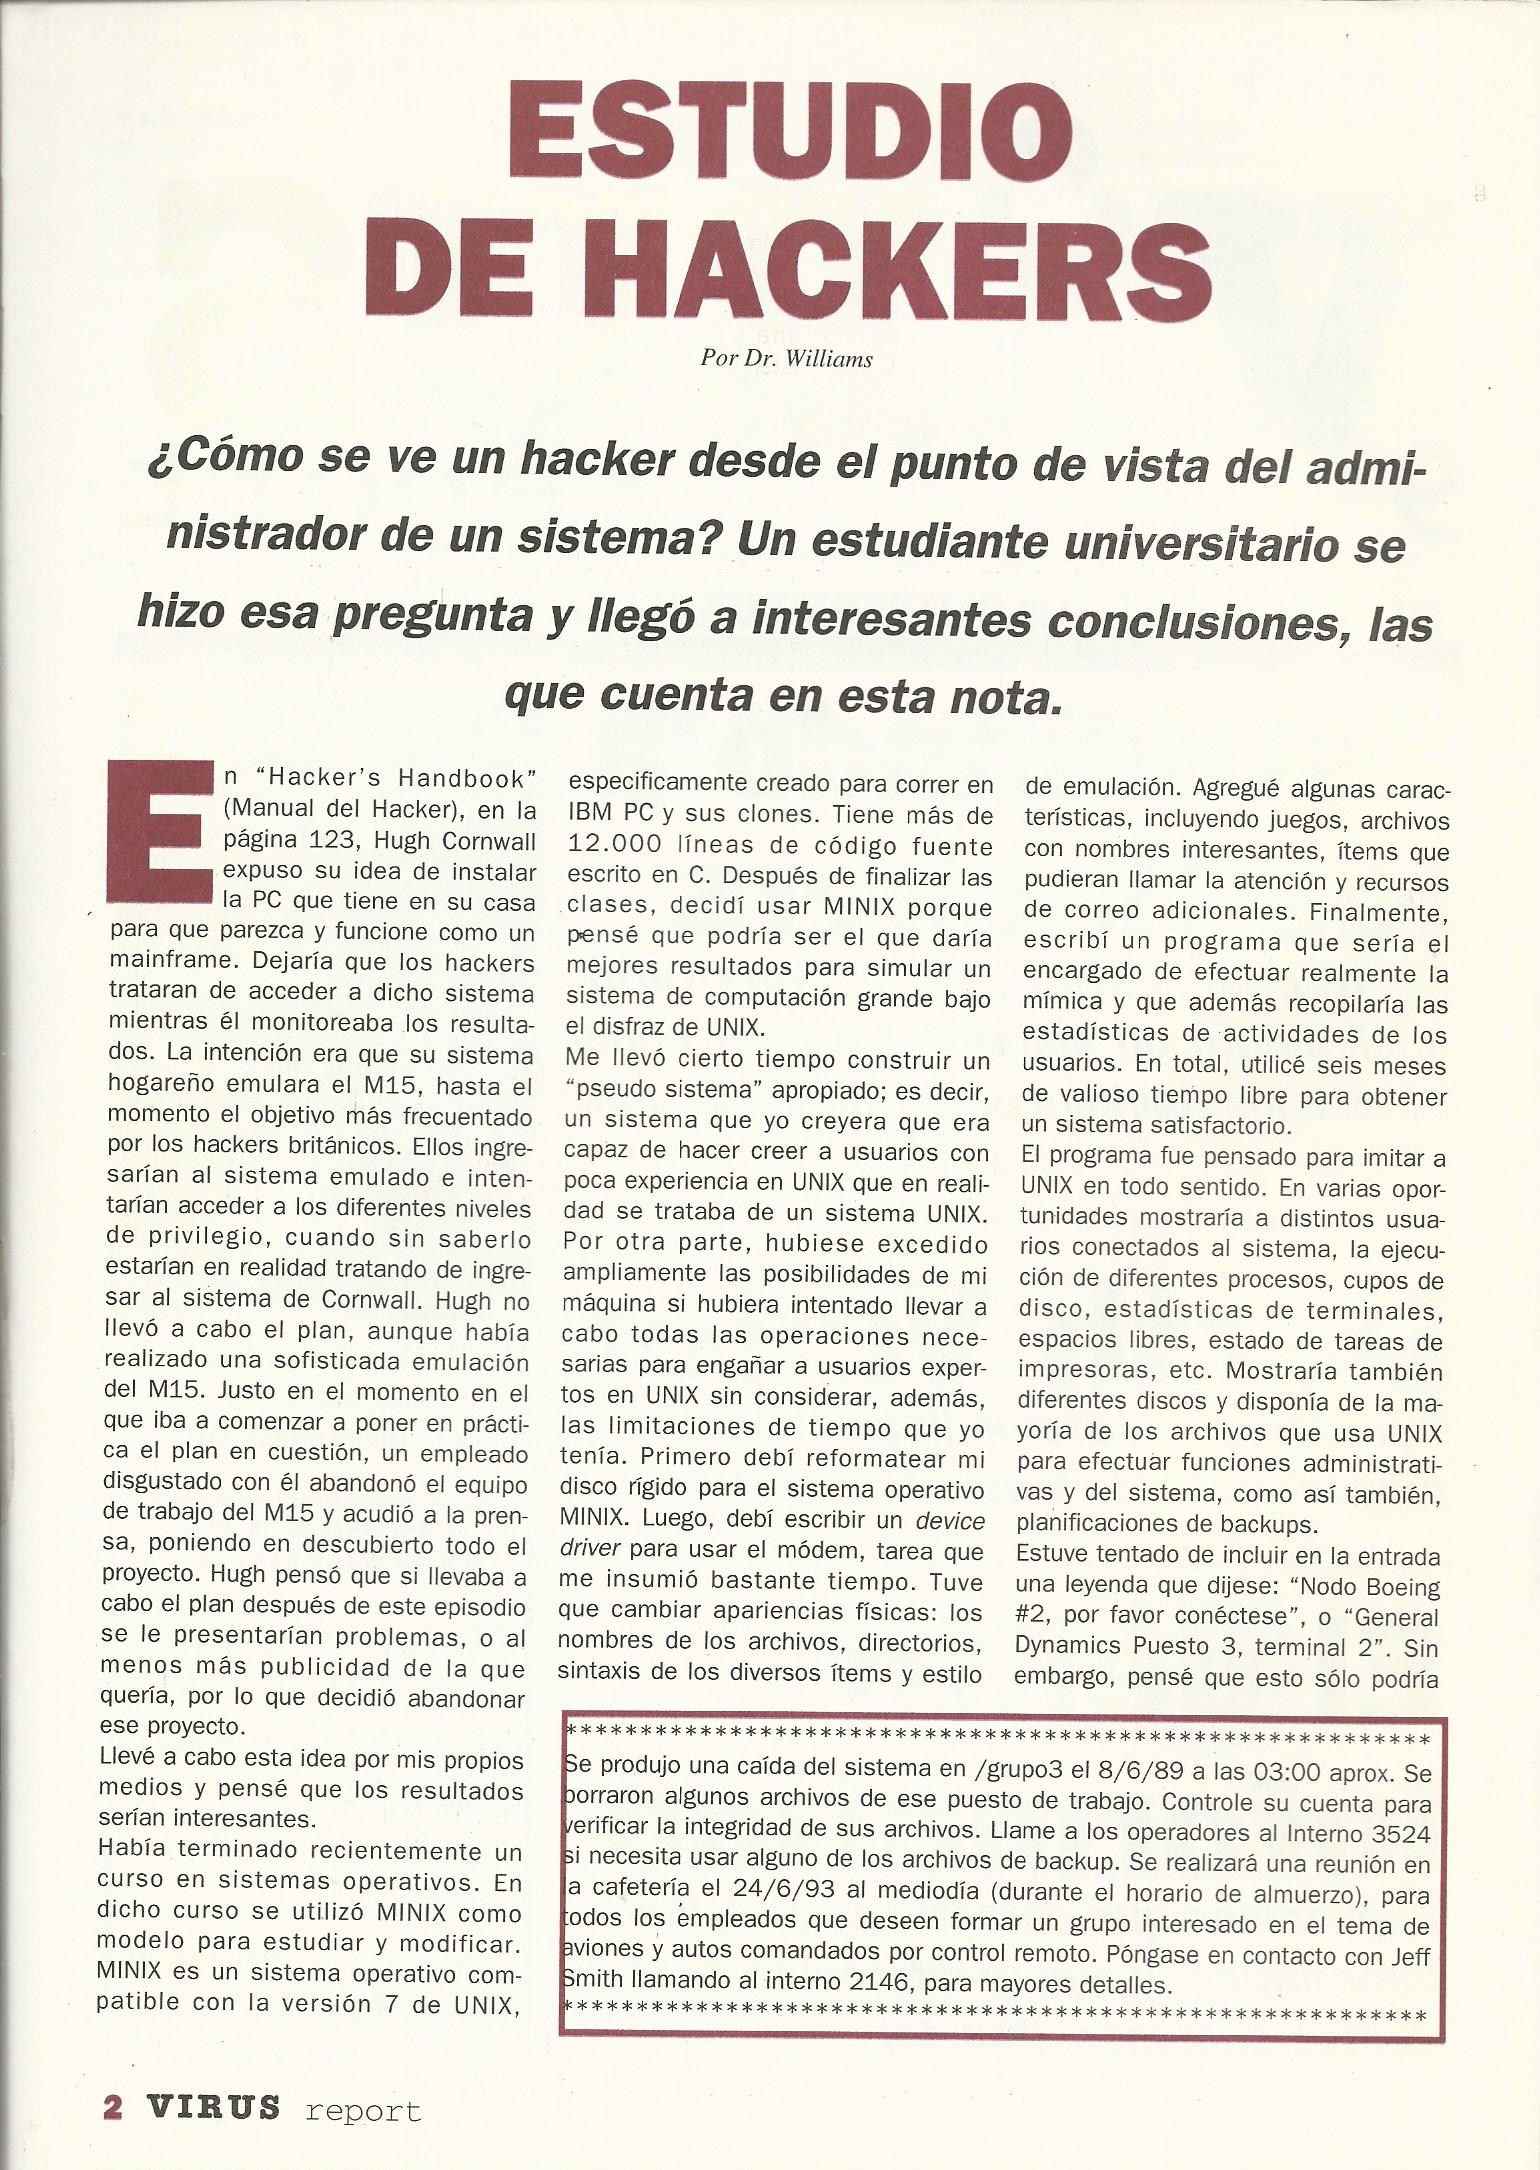 ESTUDIO
DE HACKERS
Por Dr. Williams
¿Cómo se ve un hacker desde el punto de vista del admi-
nistrador de un sistema? Un estudiante universitario se
hizo esa pregunta y llegó a interesantes conclusiones, las
que cuenta en esta nota.
En “Hacker’s Handbook”
(Manual del Hacker), en la
página 123, Hugh Cornwall
expuso su idea de instalar
la PC que tiene en su casa
para que parezca y funcione como un
mainframe. Dejaría que los hackers
trataran de acceder a dicho sistema
mientras él monitoreaba los resulta-
dos. La intención era que su sistema
hogareño emulara el M15, hasta el
momento el objetivo más frecuentado
por los hackers británicos. Ellos ingre-
sarían al sistema emulado e inten-
tarían acceder a los diferentes niveles
de privilegio, cuando sin saberlo
estarían en realidad tratando de ingre-
sar al sistema de Cornwall. Hugh no
llevó a cabo el plan, aunque había
realizado una sofisticada emulación
del M15. Justo en el momento en el
que iba a comenzar a poner en prácti-
ca el plan en cuestión, un empleado
disgustado con él abandonó el equipo
de trabajo del M15 y acudió a la pren-
sa, poniendo en descubierto todo el
proyecto. Hugh pensó que si llevaba a
cabo el plan después de este episodio
se le presentarían problemas, o al
menos más publicidad de la que
quería, por lo que decidió abandonar
ese proyecto.
Llevé a cabo esta idea por mis propios
medios y pensé que los resultados
serían interesantes.
Había terminado recientemente un
curso en sistemas operativos. En
dicho curso se utilizó MINIX como
modelo para estudiar y modificar.
MINIX es un sistema operativo com-
patible con la versión 7 de UNIX,
especificamente creado para correr en
IBM PC y sus clones. Tiene más de
12.000 líneas de código fuente
escrito en C. Después de finalizar las
clases, decidí usar MINIX porque
pensé que podría ser el que daría
mejores resultados para simular un
sistema de computación grande bajo
el disfraz de UNIX.
Me llevó cierto tiempo construir un
“pseudo sistema” apropiado; es decir,
un sistema que yo creyera que era
capaz de hacer creer a usuarios con
poca experiencia en UNIX que en reali-
dad se trataba de un sistema UNIX.
Por otra parte, hubiese excedido
ampliamente las posibilidades de mi
máquina si hubiera intentado llevar a
cabo todas las operaciones nece-
sarias para engañar a usuarios exper-
tos en UNIX sin considerar, además,
las limitaciones de tiempo que yo
tenía. Primero debí reformatear mi
disco rígido para el sistema operativo
MINIX. Luego, debí escribir un device
driver para usar el módem, tarea que
me insumió bastante tiempo. Tuve
que cambiar apariencias físicas: los
nombres de los archivos, directorios,
sintaxis de los diversos ítems y estilo
de emulación. Agregué algunas carac-
terísticas, incluyendo juegos, archivos
con nombres interesantes, ítems que
pudieran llamar la atención y recursos
de correo adicionales. Finalmente,
escribí un programa que sería el
encargado de efectuar realmente la
mímica y que además recopilaría las
estadísticas de actividades de los
usuarios. En total, utilicé seis meses
de valioso tiempo libre para obtener
un sistema satisfactorio.
El programa fue pensado para imitar a
UNIX en todo sentido. En varias opor-
tunidades mostraría a distintos usua-
rios conectados al sistema, la ejecu-
ción de diferentes procesos, cupos de
disco, estadísticas de terminales,
espacios libres, estado de tareas de
impresoras, etc. Mostraría también
diferentes discos y disponía de la ma-
yoría de los archivos que usa UNIX
para efectuar funciones administrati-
vas y del sistema, como así también,
planificaciones de backups.
Estuve tentado de incluir en la entrada
una leyenda que dijese: “Nodo Boeing
#2, por favor conéctese”, o “General
Dynamics Puesto 3, terminal 2”. Sin
embargo, pensé que esto sólo podría
**********************************************************
Se produjo una caída del sistema en /grupo3 el 8/6/89 a las 03:00 aprox. Se
borraron algunos archivos de ese puesto de trabajo. Controle su cuenta para
verificar la integridad de sus archivos. Llame a los operadores al Interno 3524
si necesita usar alguno de los archivos de backup. Se realizará una reunión en
la cafetería el 24/6/93 al mediodía (durante el horario de almuerzo), para
todos los empleados que deseen formar un grupo interesado en el tema de
aviones y autos comandados por control remoto. Póngase en contacto con Jeff
Smith llamando al interno 2146, para mayores detalles.
**********************************************************
2 VIRUS report